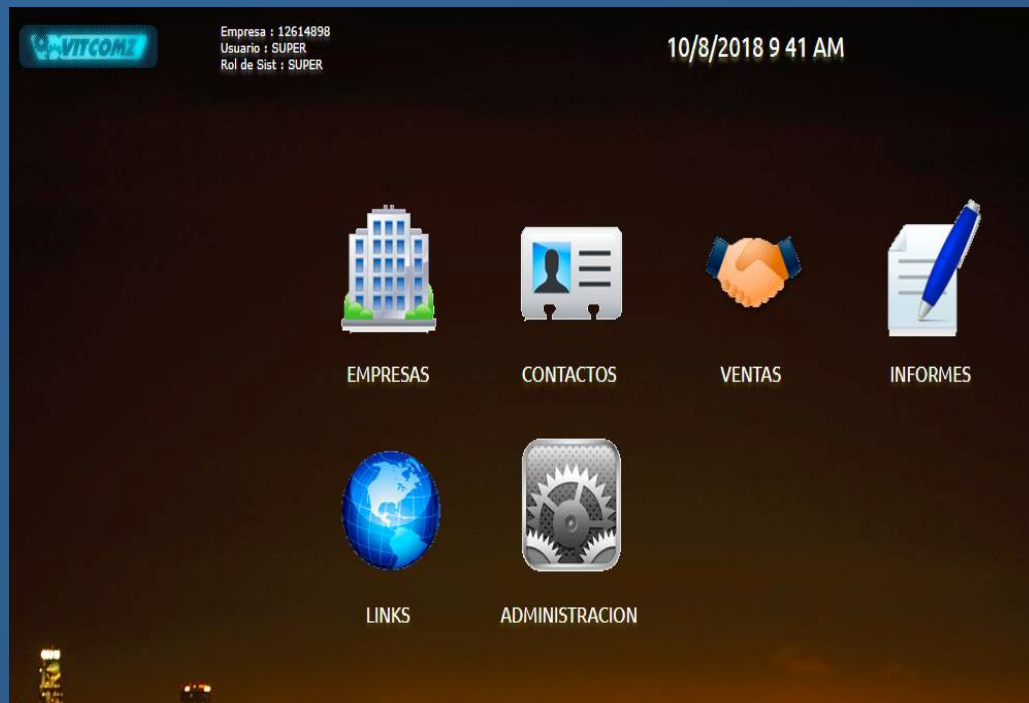 VITCOMZ
Empresa : 12614898
Usuario : SUPER
Rol de Sist : SUPER
10/8/2018 9 41 AM
EMPRESAS
CONTACTOS
VENTAS
INFORMES
LINKS
ADMINISTRACION